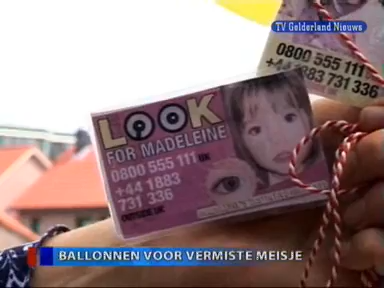 TV Gelderland Nieuws
0800 555 111
+44 1883
731 336
LOOK
FOR MADELEINE
0800 555 111 UK
+44 1883
731 336
OUTSIDE UK
BALLONNEN VOOR VERMISTE MEISJE